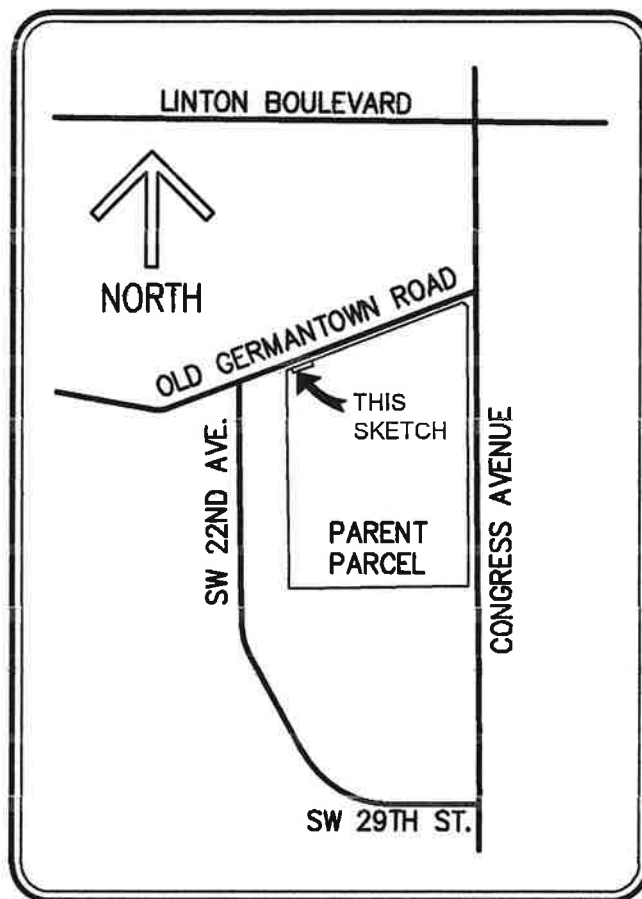 LINTON BOULEVARD
NORTH
OLD GERMANTOWN ROAD
THIS
SKETCH
SW 22ND AVE.
CONGRESS AVENUE
PARENT
PARCEL
SW 29TH ST.